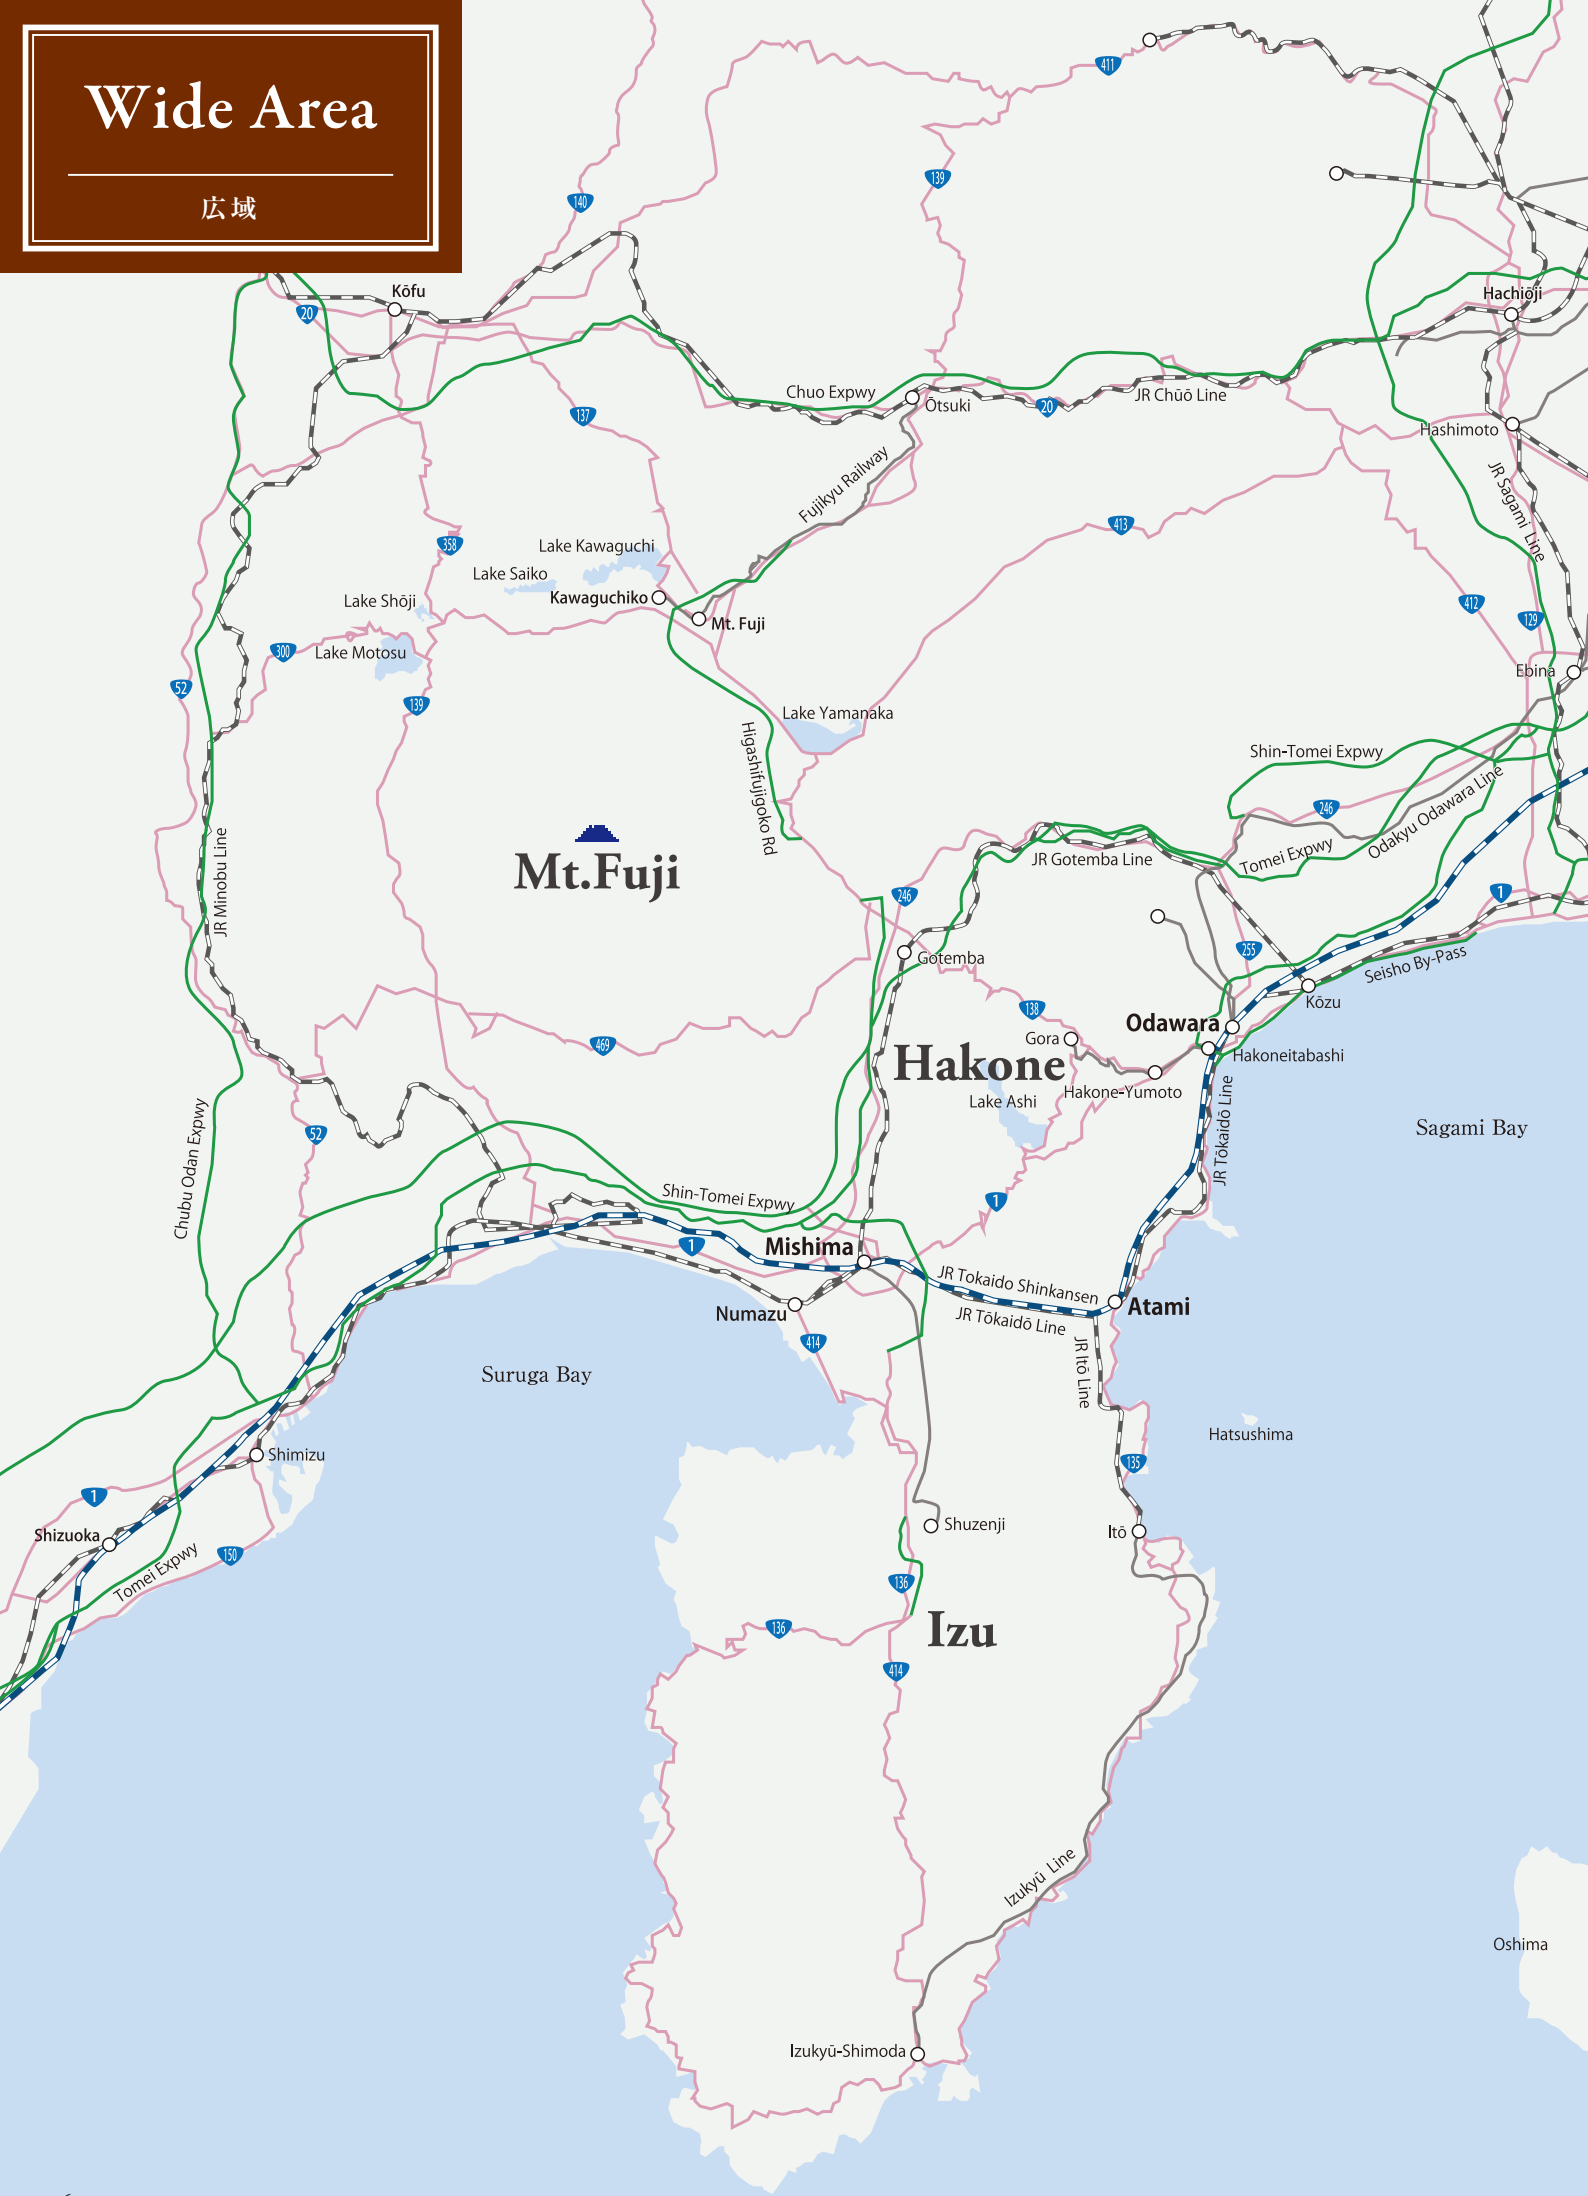 Wide Area
広域
411
139
140
Kōfu
20
Hachiōji
Chuo Expwy
Ōtsuki
20
JR Chūō Line
137
Hashimoto
Fujikyu Railway
JR Sagami Line
413
358
Lake Kawaguchi
Lake Saiko
Kawaguchiko
Lake Shōji
Mt. Fuji
412
129
300
Lake Motosu
Ebina
52
139
Lake Yamanaka
Higashifujigoko Rd
Shin-Tomei Expwy
246
Odakyu Odawara Line
JR Minobu Line
Mt.Fuji
JR Gotemba Line
Tomei Expwy
246
1
255
Gotemba
Seisho By-Pass
Kōzu
138
Odawara
Gora
469
Hakone
Hakoneitabashi
Hakone-Yumoto
Lake Ashi
JR Tōkaidō Line
Sagami Bay
52
Chubu Odan Expwy
Shin-Tomei Expwy
1
1
Mishima
JR Tokaido Shinkansen
Atami
JR Tōkaidō Line
Numazu
414
JR Itō Line
Suruga Bay
Hatsushima
Shimizu
135
1
Shuzenji
Itō
Shizuoka
150
Tomei Expwy
136
136
Izu
414
Izukyū Line
Oshima
Izukyū-Shimoda